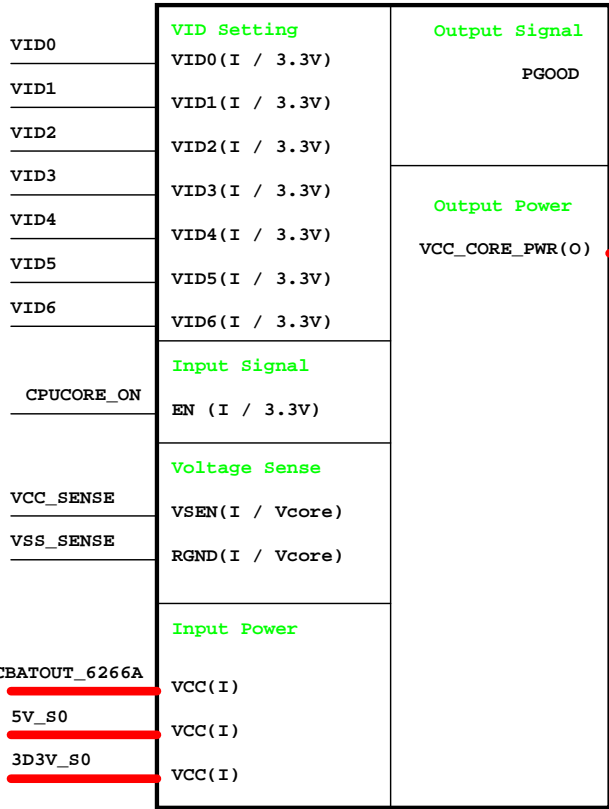 VID Setting
Output Signal
VID0
VID0(I / 3.3V)
PGOOD
VID1
VID1(I / 3.3V)
VID2
VID2(I / 3.3V)
VID3
VID3(I / 3.3V)
Output Power
VID4
VID4(I / 3.3V)
VCC_CORE_PWR(O)
VID5
VID5(I / 3.3V)
VID6
VID6(I / 3.3V)
Input Signal
CPUCORE_ON
EN (I / 3.3V)
Voltage Sense
VCC_SENSE
VSEN(I / Vcore)
VSS_SENSE
RGND(I / Vcore)
Input Power
CBATOUT_6266A
VCC(I)
5V_S0
VCC(I)
3D3V_S0
VCC(I)